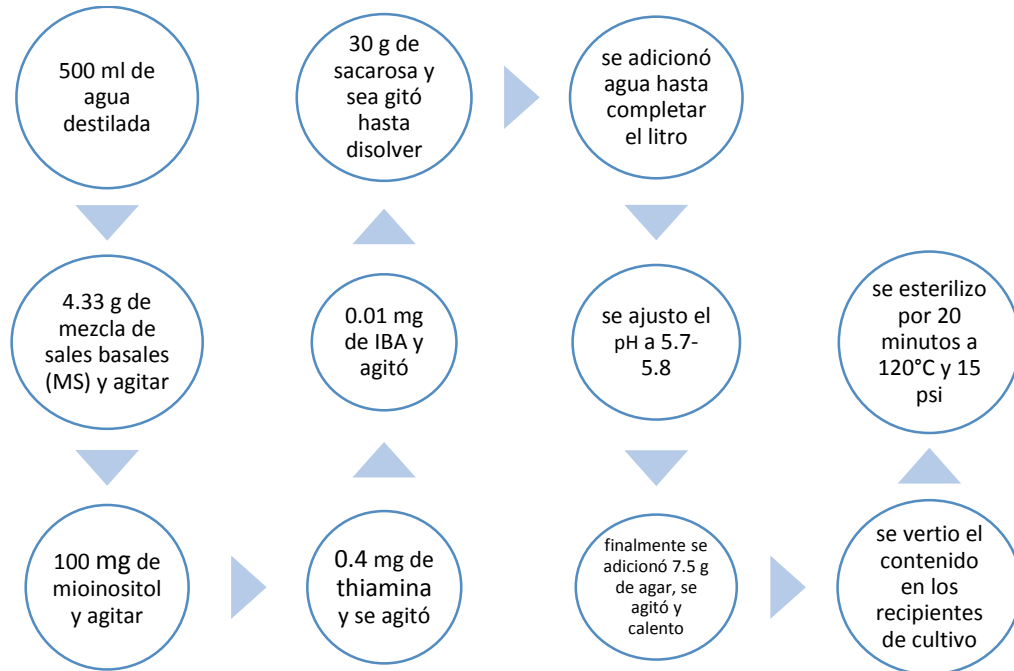 500 ml de
agua
destilada
4.33 g de
mezcla de
sales basales
(MS) y agitar
100 mg de
mioinositol
y agitar
0.4 mg de
thiamina
y se agitó
0.01 mg
de IBA y
agitó
30 g de
sacarosa y
sea gitó
hasta
disolver
se adicionó
agua hasta
completar
el litro
se ajusto el
pH a 5.7-
5.8
finalmente se
adicionó 7.5 g
de agar, se
agitó y
calento
se vertio el
contenido
en los
recipientes
de cultivo
se esterilizo
por 20
minutos a
120°C y 15
psi